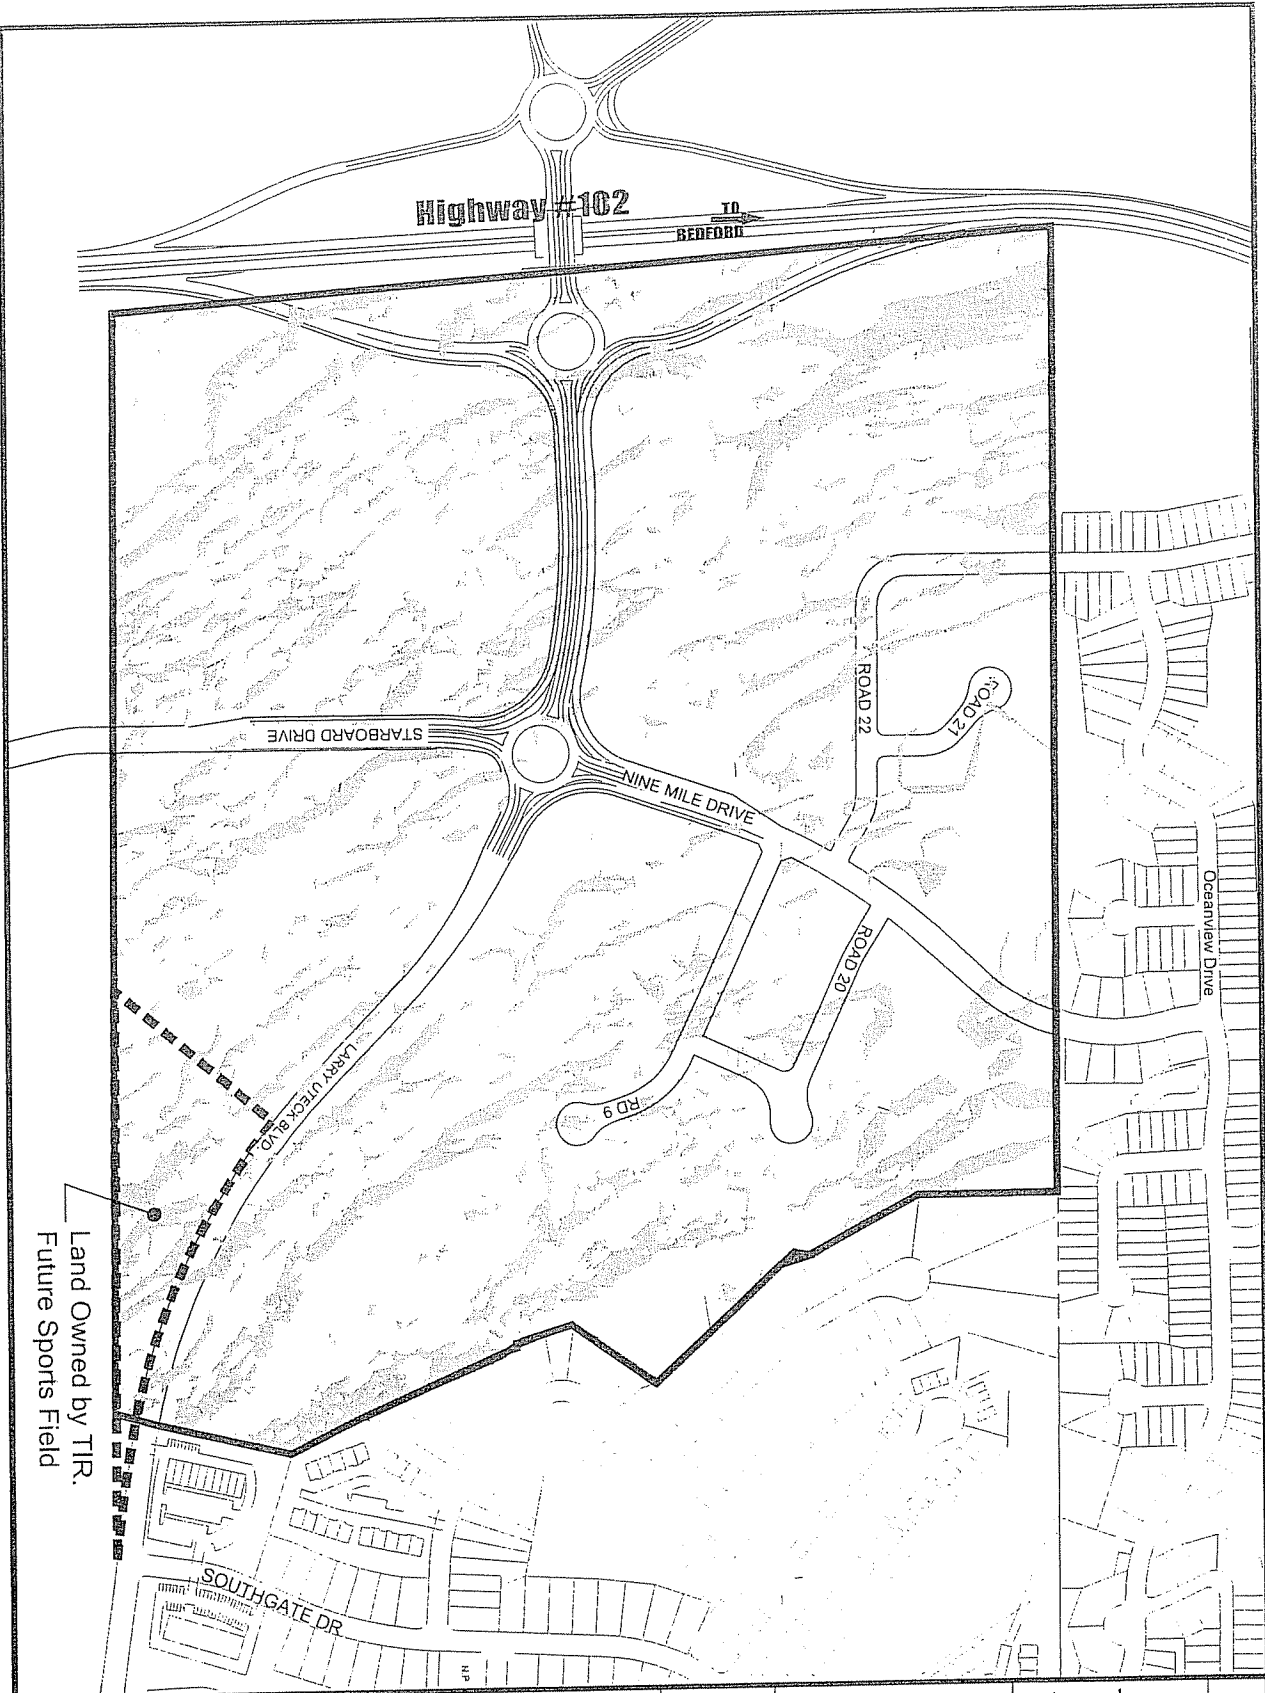 Highway #102
TO
BEDFORD
ROAD 22
ROAD 21
STARBOARD DRIVE
NINE MILE DRIVE
Oceanview Drive
ROAD 20
LARRY UTECK BLVD.
RD 9
Land Owned by TIR.
Future Sports Field
SOUTHGATE DR
N.P